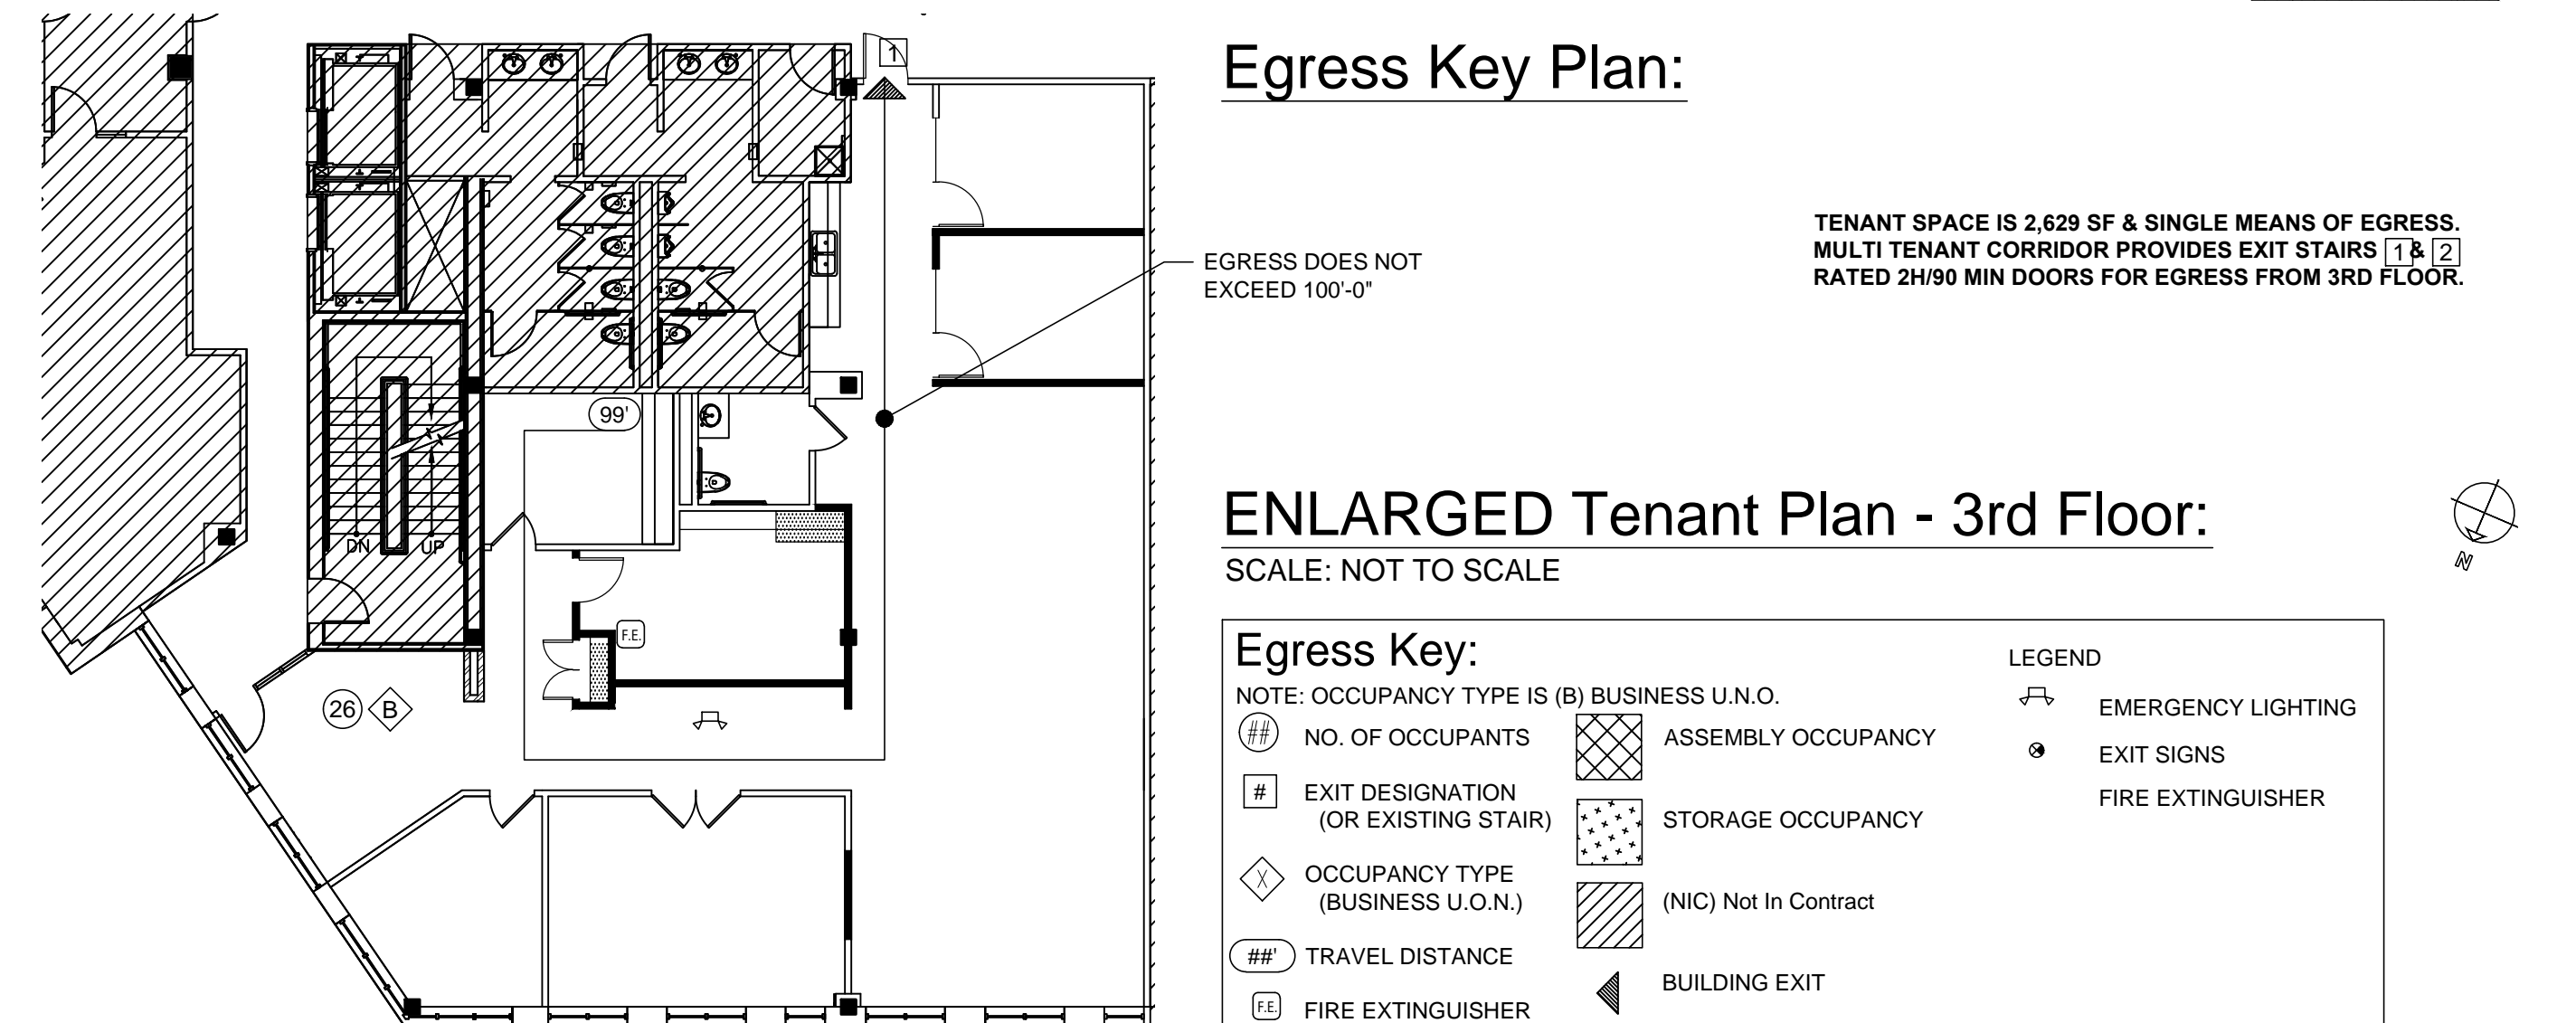 1
Egress Key Plan:
TENANT SPACE IS 2,629 SF & SINGLE MEANS OF EGRESS.
MULTI TENANT CORRIDOR PROVIDES EXIT STAIRS 1 & 2
RATED 2H/90 MIN DOORS FOR EGRESS FROM 3RD FLOOR.
EGRESS DOES NOT
EXCEED 100'-0"
99'
DN
UP
F.E.
26
B
ENLARGED Tenant Plan - 3rd Floor:
SCALE: NOT TO SCALE
N
Egress Key:
NOTE: OCCUPANCY TYPE IS (B) BUSINESS U.N.O.
## NO. OF OCCUPANTS
# EXIT DESIGNATION
(OR EXISTING STAIR)
X OCCUPANCY TYPE
(BUSINESS U.O.N.)
##' TRAVEL DISTANCE
F.E. FIRE EXTINGUISHER
ASSEMBLY OCCUPANCY
STORAGE OCCUPANCY
(NIC) Not In Contract
BUILDING EXIT
LEGEND
EMERGENCY LIGHTING
EXIT SIGNS
FIRE EXTINGUISHER